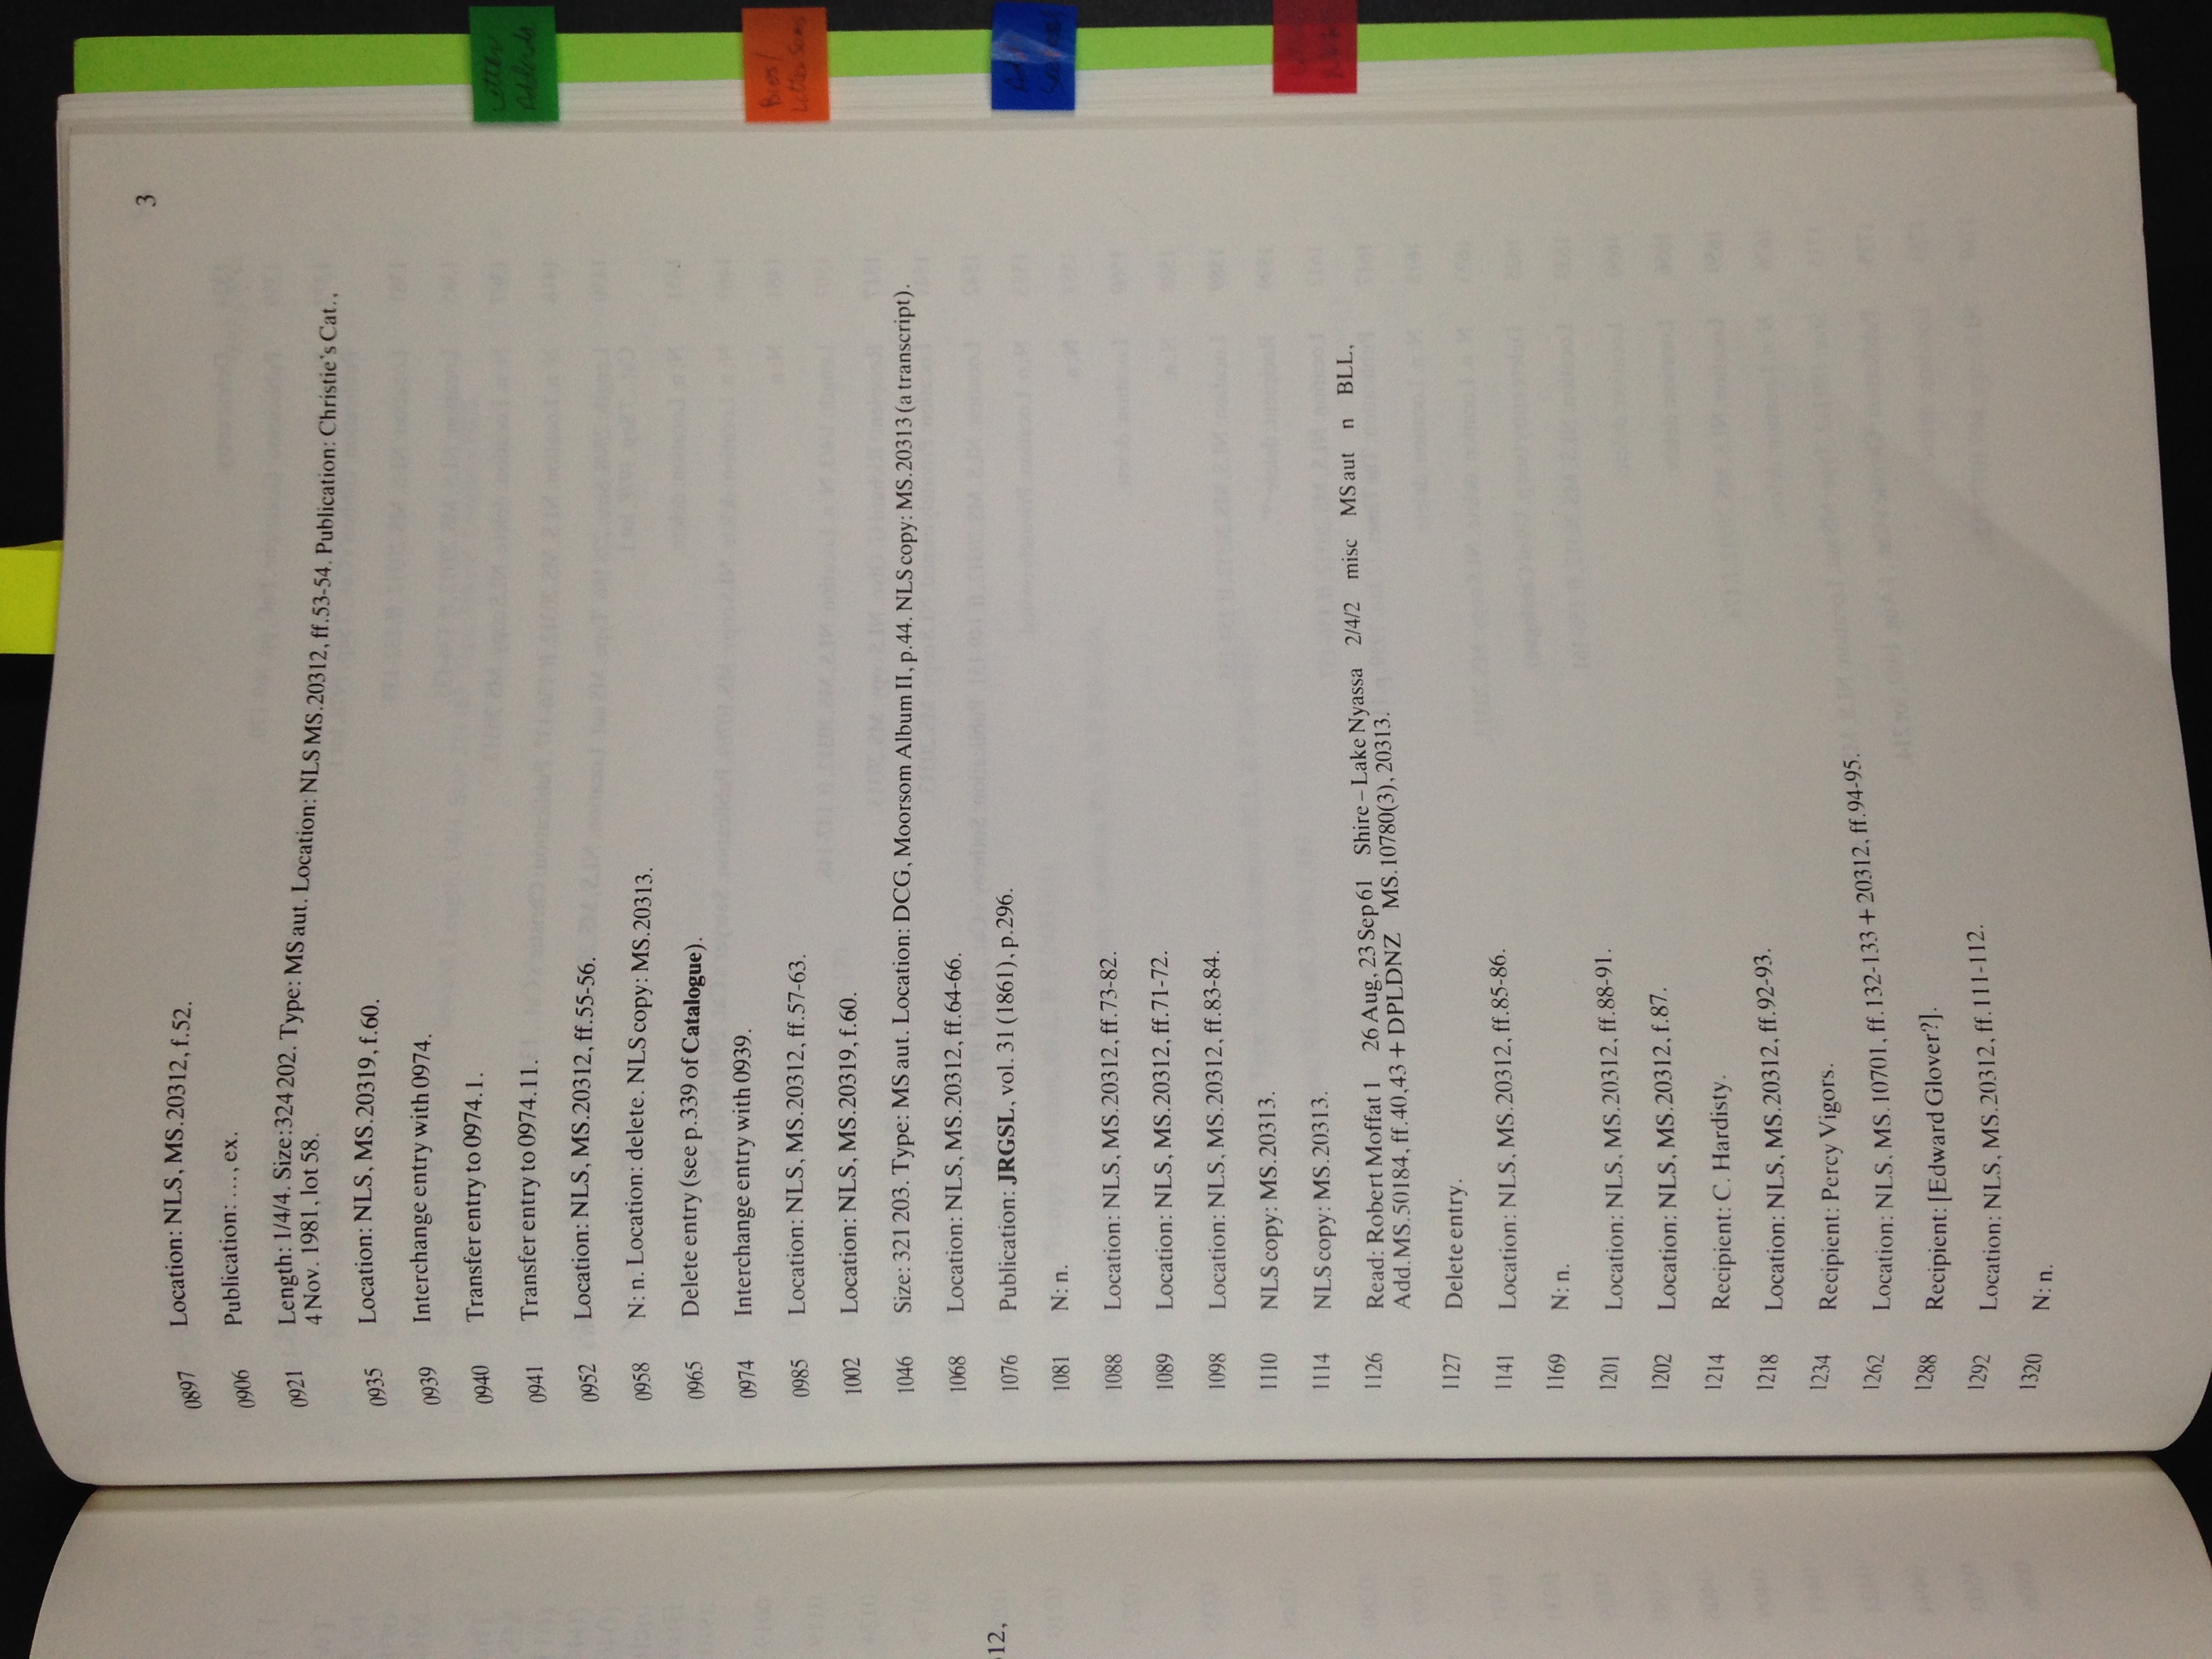 3
0897 Location: NLS, MS.20312, f.52.
0906 Publication: ..., ex.
0921 Length: 1/4/4. Size:324 202. Type: MS aut. Location: NLS MS.20312, ff.53-54. Publication: Christie's Cat.,
4 Nov. 1981, lot 58.
0935 Location: NLS, MS.20319, f.60.
0939 Interchange entry with 0974.
0940 Transfer entry to 0974.1.
0941 Transfer entry to 0974.11.
0952 Location: NLS, MS.20312, ff.55-56.
0958 N: n. Location: delete. NLS copy: MS.20313.
0965 Delete entry (see p.339 of Catalogue).
0974 Interchange entry with 0939.
0985 Location: NLS, MS.20312, ff.57-63.
1002 Location: NLS, MS.20319, f.60.
1046 Size: 321 203. Type: MS aut. Location: DCG, Moorsom Album II, p.44. NLS copy: MS.20313 (a transcript).
1068 Location: NLS, MS.20312, ff.64-66.
1076 Publication: JRGSL, vol. 31 (1861), p.296.
1081 N: n.
1088 Location: NLS, MS.20312, ff.73-82.
1089 Location: NLS, MS.20312, ff.71-72.
1098 Location: NLS, MS.20312, ff.83-84.
1110 NLS copy: MS.20313.
1114 NLS copy: MS.20313.
1126 Read: Robert Moffat 1 26 Aug, 23 Sep 61 Shire – Lake Nyassa 2/4/2 misc MS aut n BLL,
Add.MS.50184, ff.40,43 + DPLDNZ MS.10780(3), 20313.
1127 Delete entry.
1141 Location: NLS, MS.20312, ff.85-86.
1169 N: n.
1201 Location: NLS, MS.20312, ff.88-91.
1202 Location: NLS, MS.20312, f.87.
1214 Recipient: C. Hardisty.
1218 Location: NLS, MS.20312, ff.92-93.
1234 Recipient: Percy Vigors.
1262 Location: NLS, MS.10701, ff.132-133 + 20312, ff.94-95.
1288 Recipient: [Edward Glover?].
1292 Location: NLS, MS.20312, ff.111-112.
1320 N: n.
12,
Letter
Bios/
Letter